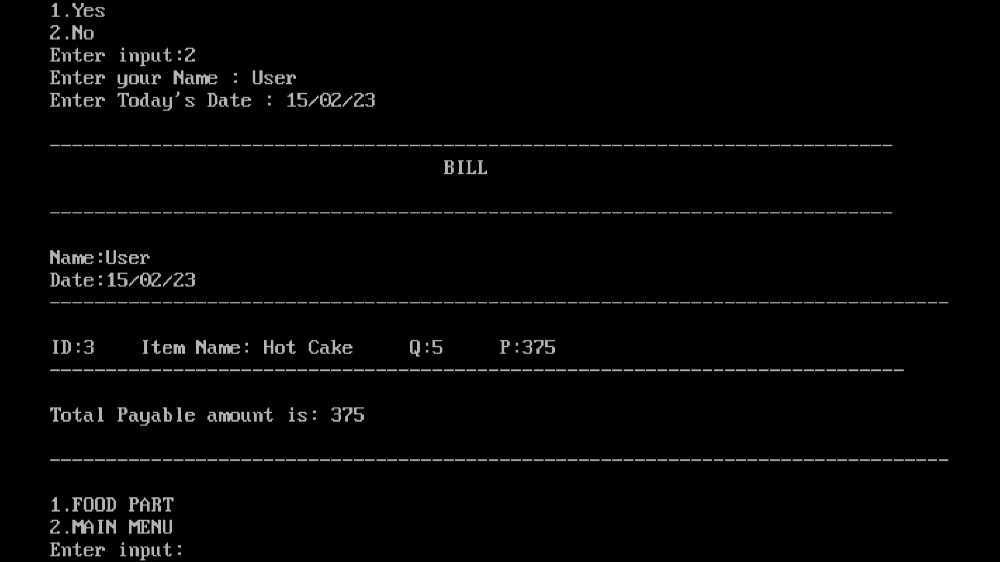 1.Yes
2.No
Enter input:2
Enter your Name : User
Enter Today's Date : 15/02/23
---------------------------------------------------------------------------
BILL
---------------------------------------------------------------------------
Name:User
Date:15/02/23
--------------------------------------------------------------------------------
ID:3    Item Name: Hot Cake     Q:5     P:375
----------------------------------------------------------------------------
Total Payable amount is: 375
--------------------------------------------------------------------------------
1.FOOD PART
2.MAIN MENU
Enter input: